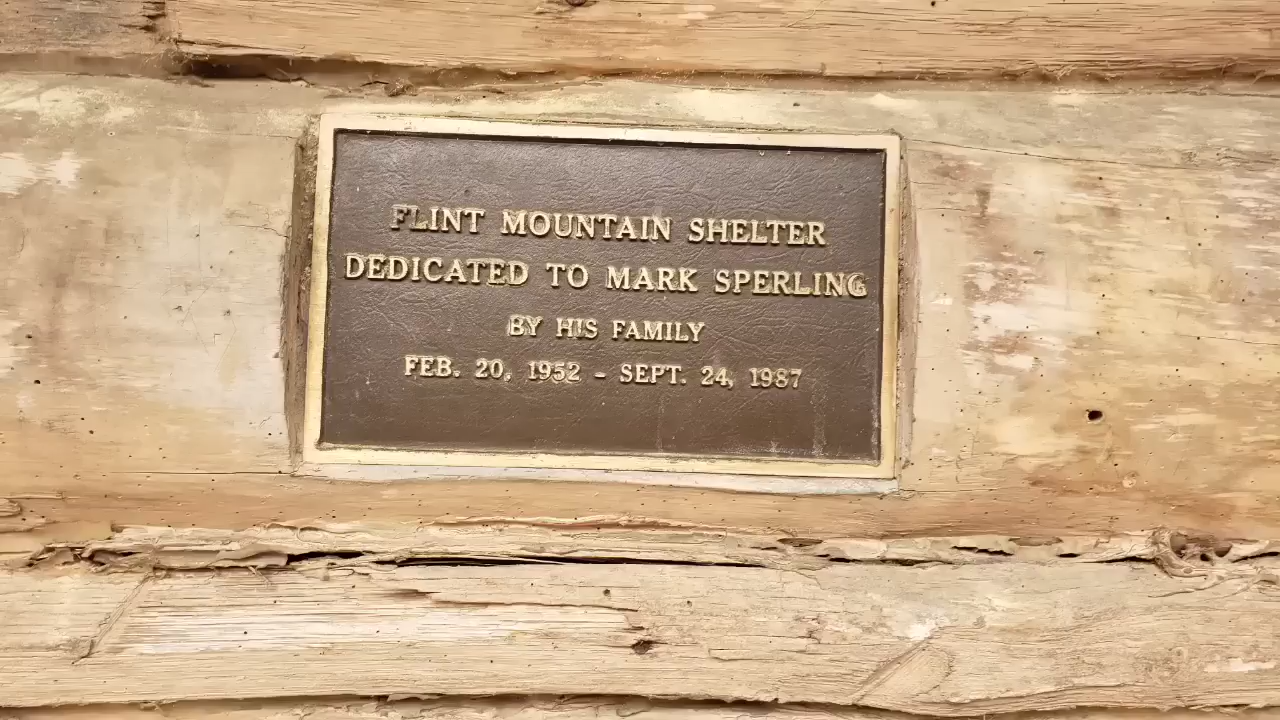 FLINT MOUNTAIN SHELTER
DEDICATED TO MARK SPERLING
BY HIS FAMILY
FEB. 20, 1952 - SEPT. 24, 1987